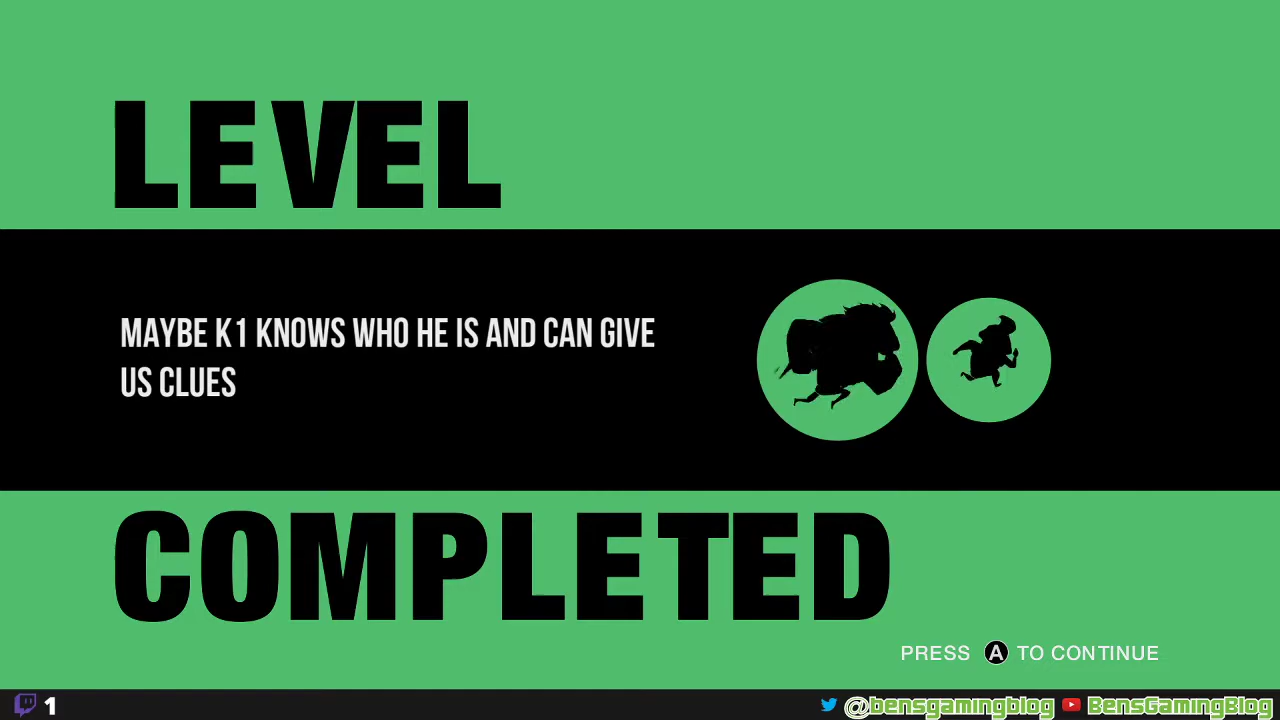 LEVEL
MAYBE K1 KNOWS WHO HE IS AND CAN GIVE
US CLUES
COMPLETED
PRESS A TO CONTINUE
1 @bensgamingblog BensGamingBlog